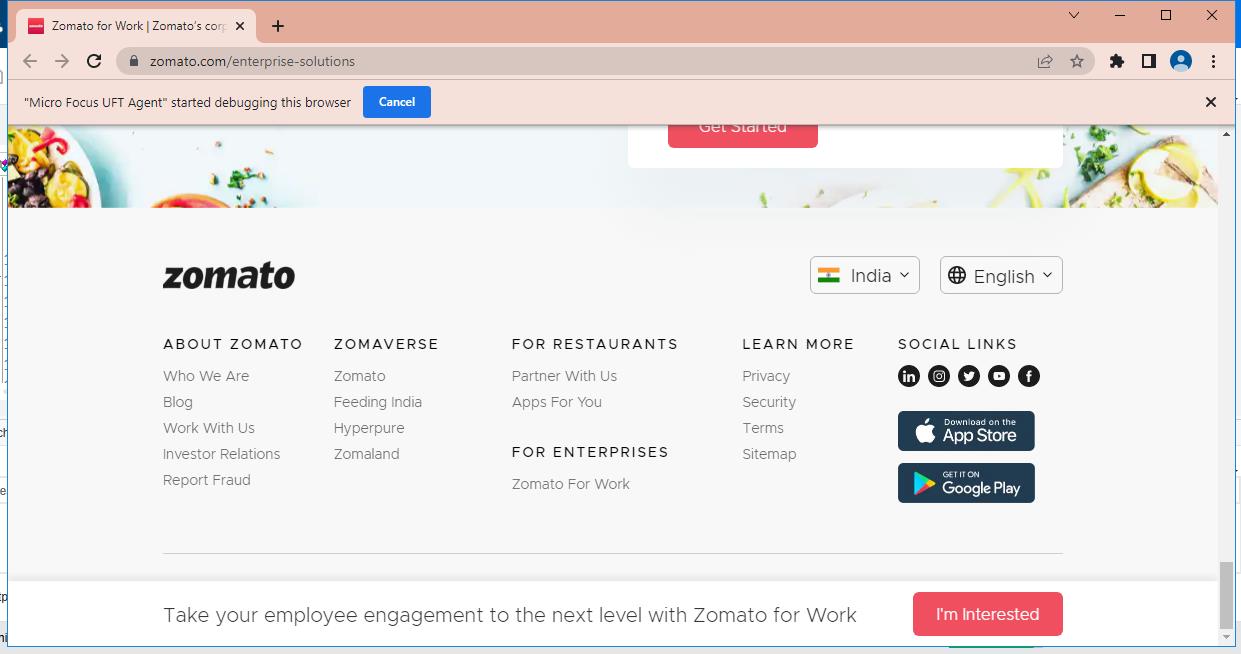 Zomato for Work | Zomato's corp
zomato.com/enterprise-solutions
"Micro Focus UFT Agent" started debugging this browser
Cancel
Get Started
zomato
India
English
ABOUT ZOMATO
Who We Are
Blog
Work With Us
Investor Relations
Report Fraud
ZOMAVERSE
Zomato
Feeding India
Hyperpure
Zomaland
FOR RESTAURANTS
Partner With Us
Apps For You
FOR ENTERPRISES
Zomato For Work
LEARN MORE
Privacy
Security
Terms
Sitemap
SOCIAL LINKS
Download on the
App Store
GET IT ON
Google Play
Take your employee engagement to the next level with Zomato for Work
I'm Interested